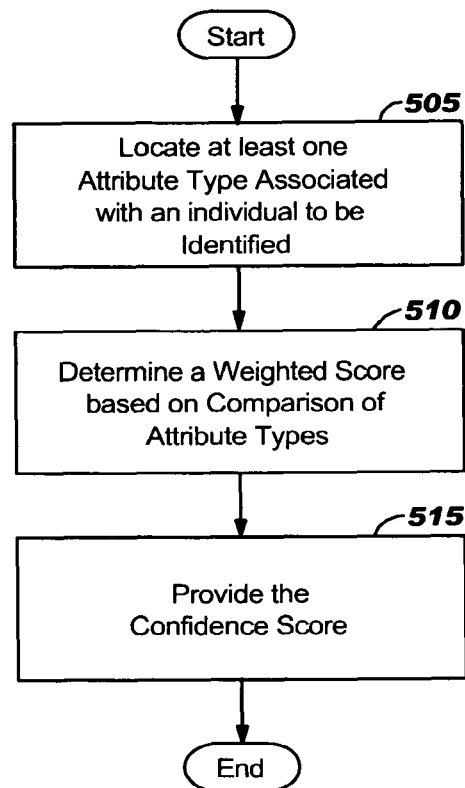 Start
505
Locate at least one
Attribute Type Associated
with an individual to be
Identified
510
Determine a Weighted Score
based on Comparison of
Attribute Types
515
Provide the
Confidence Score
End